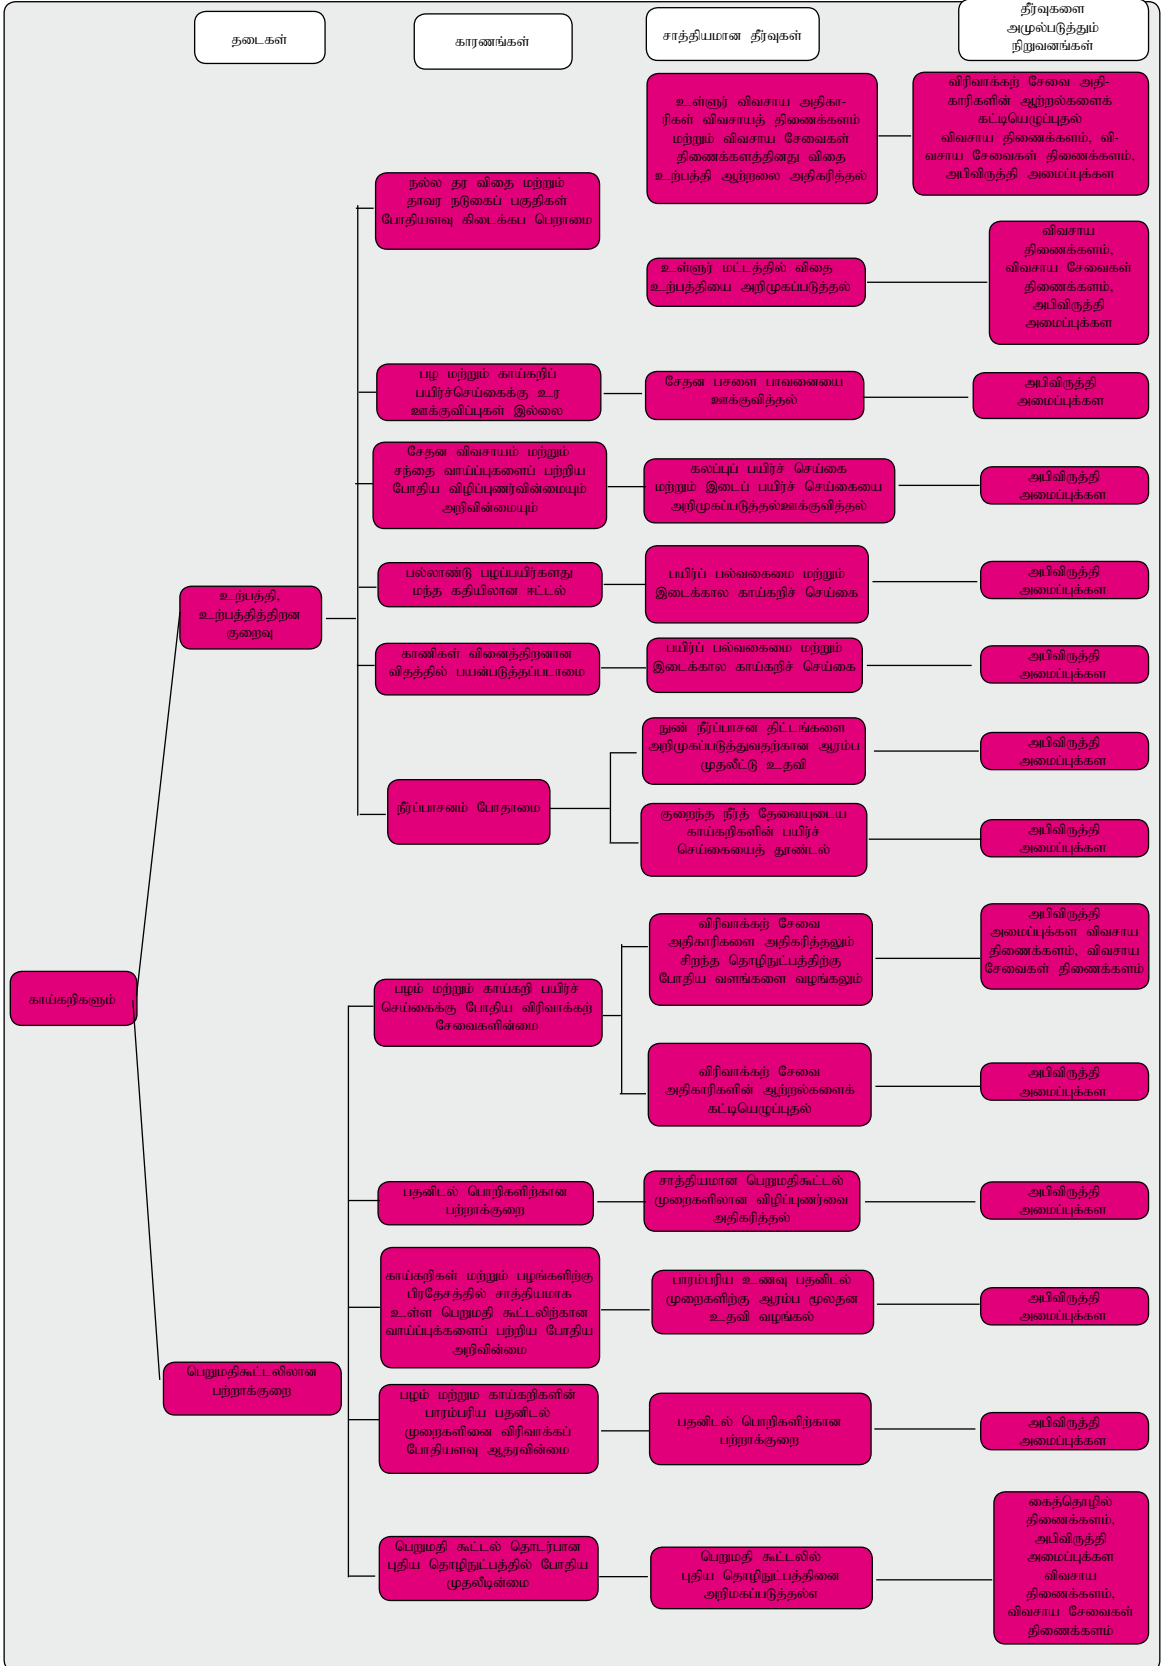 தடைகள்
காரணங்கள்
சாத்தியமான தீர்வுகள்
தீர்வுகளை
அமுல்படுத்தும்
நிறுவனங்கள்
உள்ளுர் விவசாய அதிகா-
ரிகள் விவசாயத் திணைக்களம்
மற்றும் விவசாய சேவைகள்
திணைக்களத்தினது விதை
உற்பத்தி ஆற்றலை அதிகரித்தல்
விரிவாக்கற் சேவை அதி-
காரிகளின் ஆற்றல்களைக்
கட்டியெழுப்புதல்
விவசாய திணைக்களம், வி-
வசாய சேவைகள் திணைக்களம்,
அபிவிருத்தி அமைப்புக்கள
நல்ல தர விதை மற்றும்
தாவர நடுகைப் பகுதிகள்
போதியளவு கிடைக்கப பெறாமை
உள்ளுர் மட்டத்தில் விதை
உற்பத்தியை அறிமுகப்படுத்தல்
விவசாய
திணைக்களம்,
விவசாய சேவைகள்
திணைக்களம்,
அபிவிருத்தி
அமைப்புக்கள
பழ மற்றும் காய்கறிப்
பயிர்ச்செய்கைக்கு உர
ஊக்குவிப்புகள் இல்லை
சேதன பசளை பாவனையை
ஊக்குவித்தல்
அபிவிருத்தி
அமைப்புக்கள
சேதன விவசாயம் மற்றும்
சந்தை வாய்ப்புகளைப் பற்றிய
போதிய விழிப்புணர்வின்மையும்
அறிவின்மையும்
கலப்புப் பயிர்ச் செய்கை
மற்றும் இடைப் பயிர்ச் செய்கையை
அறிமுகப்படுத்தல்ஊக்குவித்தல்
அபிவிருத்தி
அமைப்புக்கள
பல்லாண்டு பழப்பயிர்களது
மந்த கதியிலான ஈட்டல்
பயிர்ப் பல்வகைமை மற்றும்
இடைக்கால காய்கறிச் செய்கை
அபிவிருத்தி
அமைப்புக்கள
உற்பத்தி,
உற்பத்தித்திறன
குறைவு
காணிகள் வினைத்திறனான
விதத்தில் பயன்படுத்தப்படாமை
பயிர்ப் பல்வகைமை மற்றும்
இடைக்கால காய்கறிச் செய்கை
அபிவிருத்தி
அமைப்புக்கள
நீர்ப்பாசனம் போதாமை
நுண் நீர்ப்பாசன திட்டங்களை
அறிமுகப்படுத்துவதற்கான ஆரம்ப
முதலீட்டு உதவி
அபிவிருத்தி
அமைப்புக்கள
குறைந்த நீர்த் தேவையுடைய
காய்கறிகளின் பயிர்ச்
செய்கையைத் தூண்டல்
அபிவிருத்தி
அமைப்புக்கள
காய்கறிகளும்
பழம் மற்றும் காய்கறி பயிர்ச்
செய்கைக்கு போதிய விரிவாக்கற்
சேவைகளின்மை
விரிவாக்கற் சேவை
அதிகாரிகளை அதிகரித்தலும்
சிறந்த தொழிநுட்பத்திற்கு
போதிய வளங்களை வழங்கலும்
அபிவிருத்தி
அமைப்புக்கள விவசாய
திணைக்களம், விவசாய
சேவைகள் திணைக்களம்
விரிவாக்கற் சேவை
அதிகாரிகளின் ஆற்றல்களைக்
கட்டியெழுப்புதல்
அபிவிருத்தி
அமைப்புக்கள
பதனிடல் பொறிகளிற்கான
பற்றாக்குறை
சாத்தியமான பெறுமதிகூட்டல்
முறைகளிலான விழிப்புணர்வை
அதிகரித்தல்
அபிவிருத்தி
அமைப்புக்கள
காய்கறிகள் மற்றும் பழங்களிற்கு
பிரதேசத்தில் சாத்தியமாக
உள்ள பெறுமதி கூட்டலிற்கான
வாய்ப்புக்களைப் பற்றிய போதிய
அறிவின்மை
பாரம்பரிய உணவு பதனிடல்
முறைகளிற்கு ஆரம்ப மூலதன
உதவி வழங்கல்
அபிவிருத்தி
அமைப்புக்கள
பெறுமதிகூட்டலிலான
பற்றாக்குறை
பழம் மற்றும காய்கறிகளின்
பாரம்பரிய பதனிடல்
முறைகளினை விரிவாக்கப்
போதியளவு ஆதரவின்மை
பதனிடல் பொறிகளிற்கான
பற்றாக்குறை
அபிவிருத்தி
அமைப்புக்கள
பெறுமதி கூட்டல் தொடர்பான
புதிய தொழிநுட்பத்தில் போதிய
முதலீடின்மை
பெறுமதி கூட்டலில்
புதிய தொழிநுட்பத்தினை
அறிமகப்படுத்தல்எ
கைத்தொழில்
திணைக்களம்,
அபிவிருத்தி
அமைப்புக்கள
விவசாய
திணைக்களம்,
விவசாய சேவைகள்
திணைக்களம்